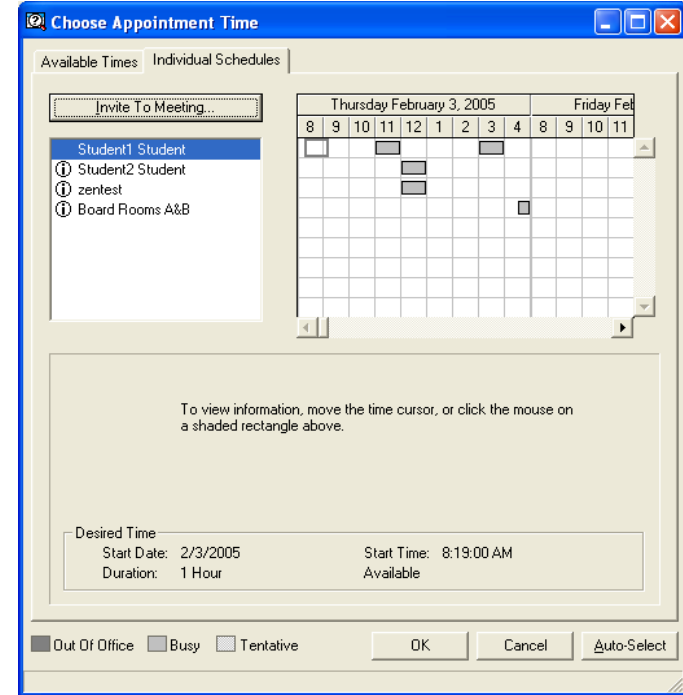 Choose Appointment Time
Available Times Individual Schedules
Invite To Meeting...
Thursday February 3, 2005 Friday Feb
8 9 10 11 12 1 2 3 4 8 9 10 11
Student1 Student
Student2 Student
zentest
Board Rooms A&B
To view information, move the time cursor, or click the mouse on
a shaded rectangle above.
Desired Time
Start Date: 2/3/2005 Start Time: 8:19:00 AM
Duration: 1 Hour Available
Out Of Office Busy Tentative OK Cancel Auto-Select